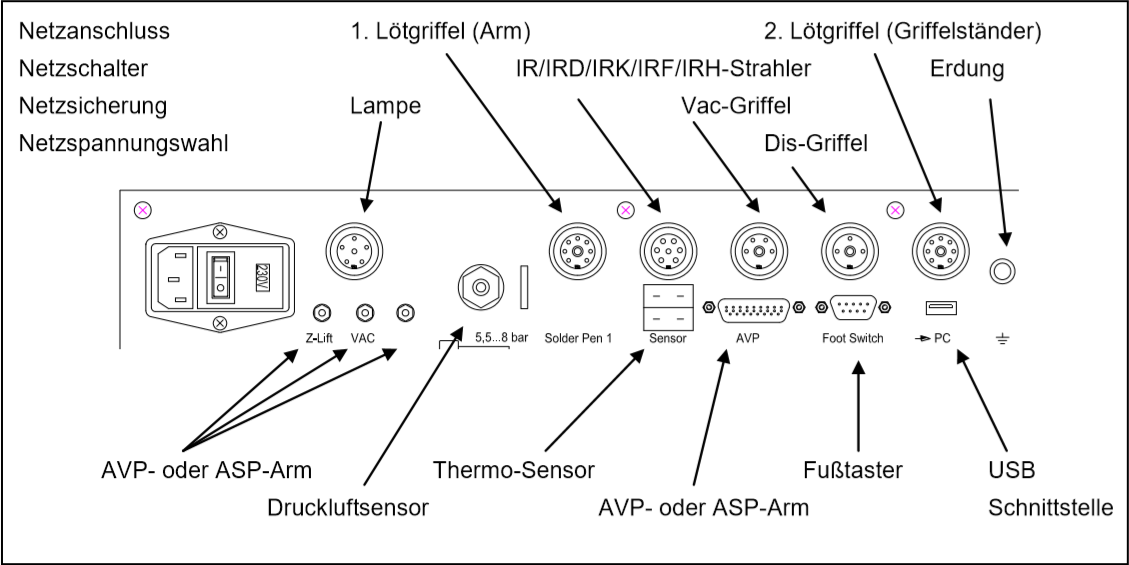 Netzanschluss 1. Lötgriffel (Arm) 2. Lötgriffel (Griffelständer)
Netzschalter IR/IRD/IRK/IRF/IRH-Strahler Erdung
Netzsicherung Lampe Vac-Griffel
Netzspannungswahl Dis-Griffel
230V
Z-Lift VAC 5,5...8 bar Solder Pen 1 Sensor AVP Foot Switch PC
AVP- oder ASP-Arm Thermo-Sensor Fußtaster USB
Druckluftsensor AVP- oder ASP-Arm Schnittstelle